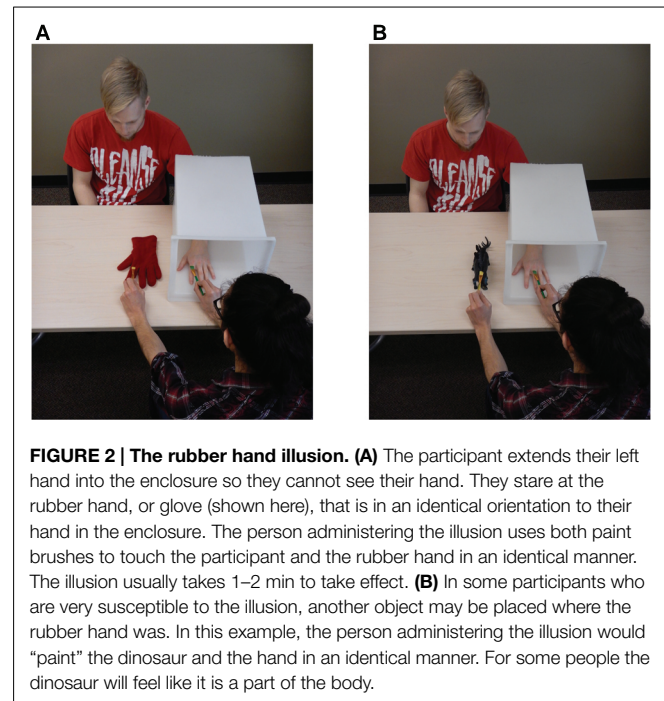 A B
CLEANSE CLEANSE
FIGURE 2 | The rubber hand illusion. (A) The participant extends their left
hand into the enclosure so they cannot see their hand. They stare at the
rubber hand, or glove (shown here), that is in an identical orientation to their
hand in the enclosure. The person administering the illusion uses both paint
brushes to touch the participant and the rubber hand in an identical manner.
The illusion usually takes 1–2 min to take effect. (B) In some participants who
are very susceptible to the illusion, another object may be placed where the
rubber hand was. In this example, the person administering the illusion would
“paint” the dinosaur and the hand in an identical manner. For some people the
dinosaur will feel like it is a part of the body.